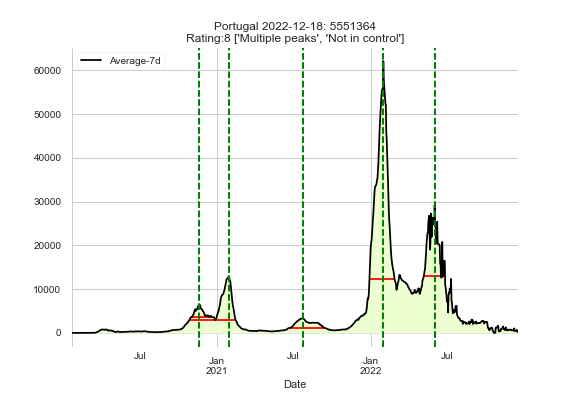 Portugal 2022-12-18: 5551364
Rating:8 ['Multiple peaks', 'Not in control']
Average-7d
60000
50000
40000
30000
20000
10000
0
Jul
Jan
2021
Jul
Jan
2022
Jul
Date